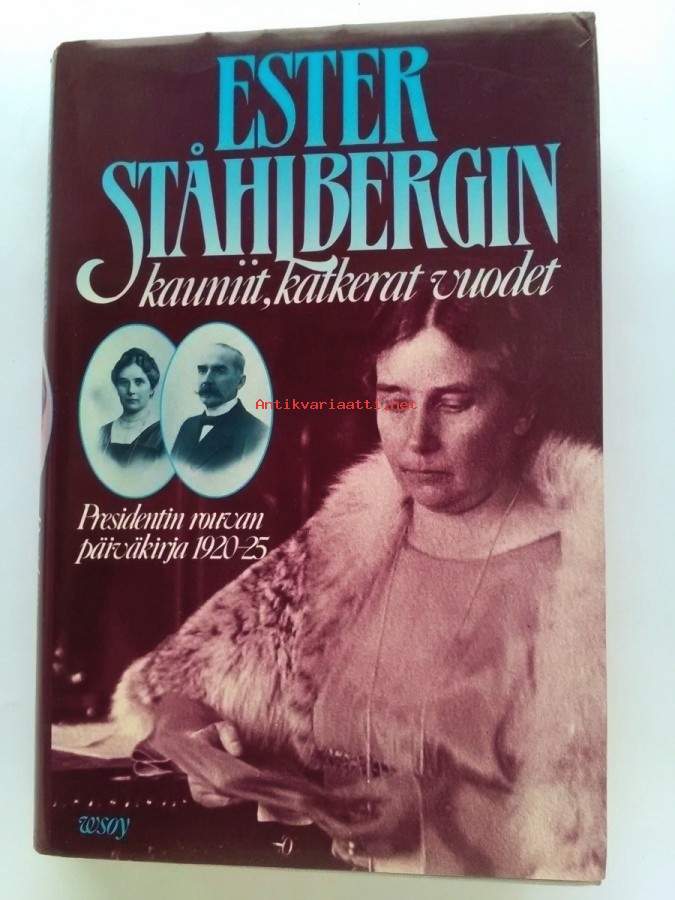 ESTER
STÅHLBERGIN
kauniit, katkerat vuodet
Antikvariaatti.net
Presidentin rouvan
päiväkirja 1920-25
wsoy